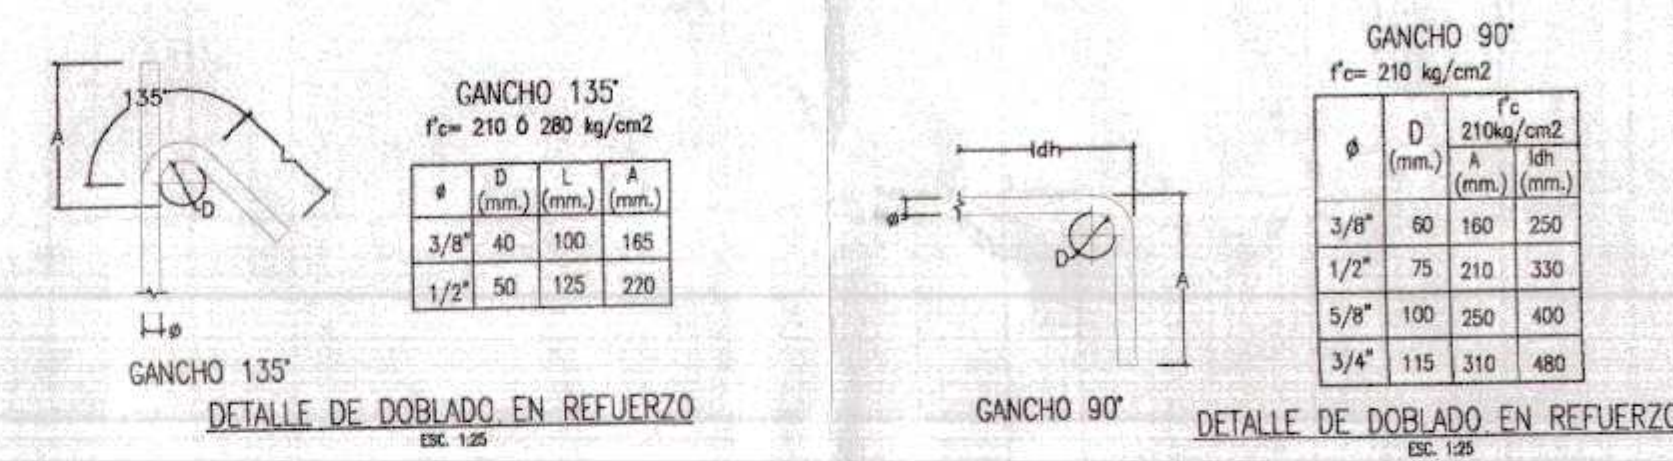 135°
A
D
ø
GANCHO 135°
GANCHO 135°
f'c= 210 Ó 280 kg/cm2
ø D (mm.) L (mm.) A (mm.)
3/8" 40 100 165
1/2" 50 125 220
DETALLE DE DOBLADO EN REFUERZO
ESC. 1:25
ldh
ø
D
A
GANCHO 90°
GANCHO 90°
f'c= 210 kg/cm2
ø D (mm.) f'c 210kg/cm2
A (mm.) ldh (mm.)
3/8" 60 160 250
1/2" 75 210 330
5/8" 100 250 400
3/4" 115 310 480
DETALLE DE DOBLADO EN REFUERZO
ESC. 1:25